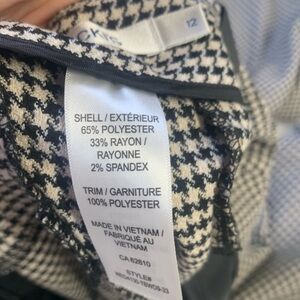 12
SHELL / EXTÉRIEUR
65% POLYESTER
33% RAYON /
RAYONNE
2% SPANDEX
TRIM / GARNITURE
100% POLYESTER
MADE IN VIETNAM /
FABRIQUÉ AU
VIETNAM
CA 62810
STYLE#